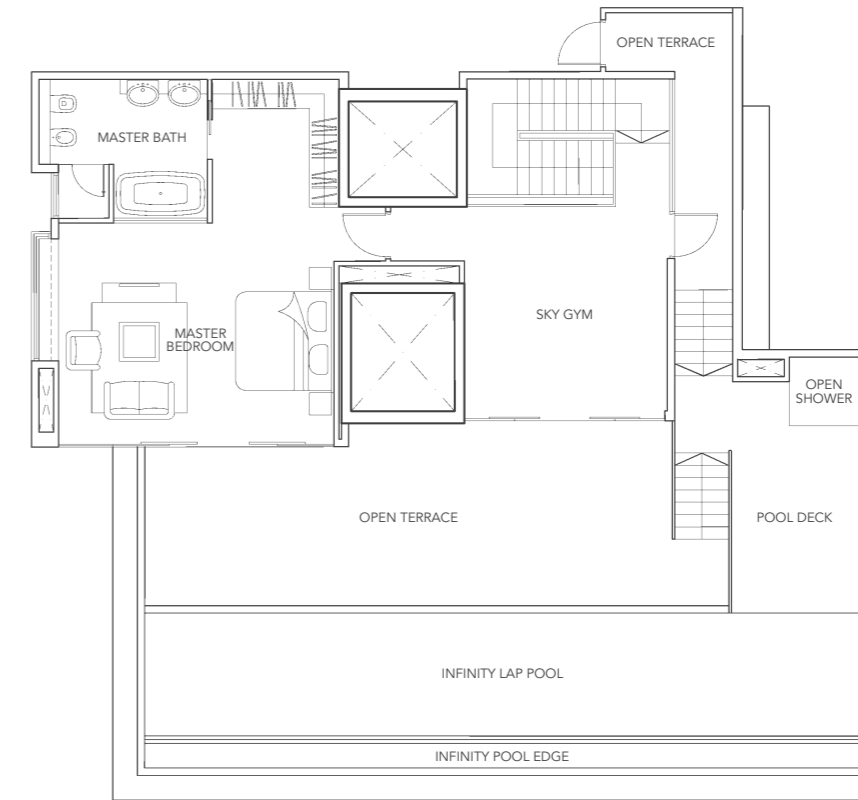 OPEN TERRACE
MASTER BATH
SKY GYM
MASTER
BEDROOM
OPEN
SHOWER
OPEN TERRACE
POOL DECK
INFINITY LAP POOL
INFINITY POOL EDGE